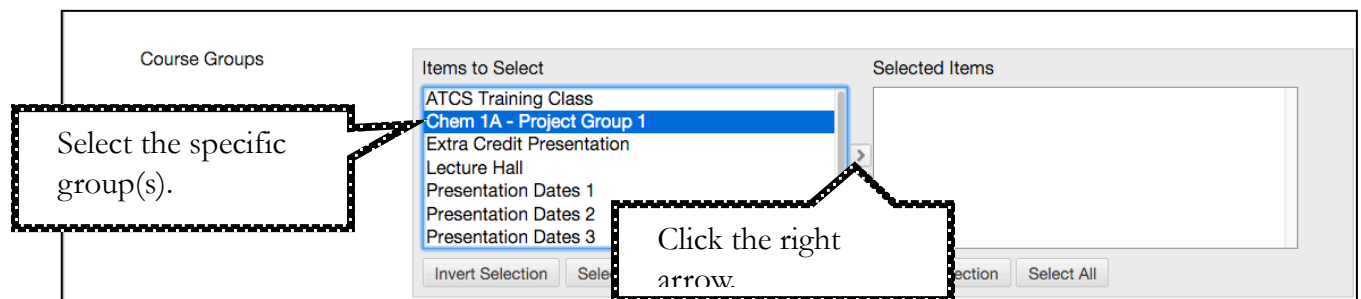 Course Groups
Items to Select
Selected Items
ATCS Training Class
Chem 1A - Project Group 1
Extra Credit Presentation
Lecture Hall
Presentation Dates 1
Presentation Dates 2
Presentation Dates 3
Select the specific
group(s).
Click the right
arrow.
Invert Selection
Select All